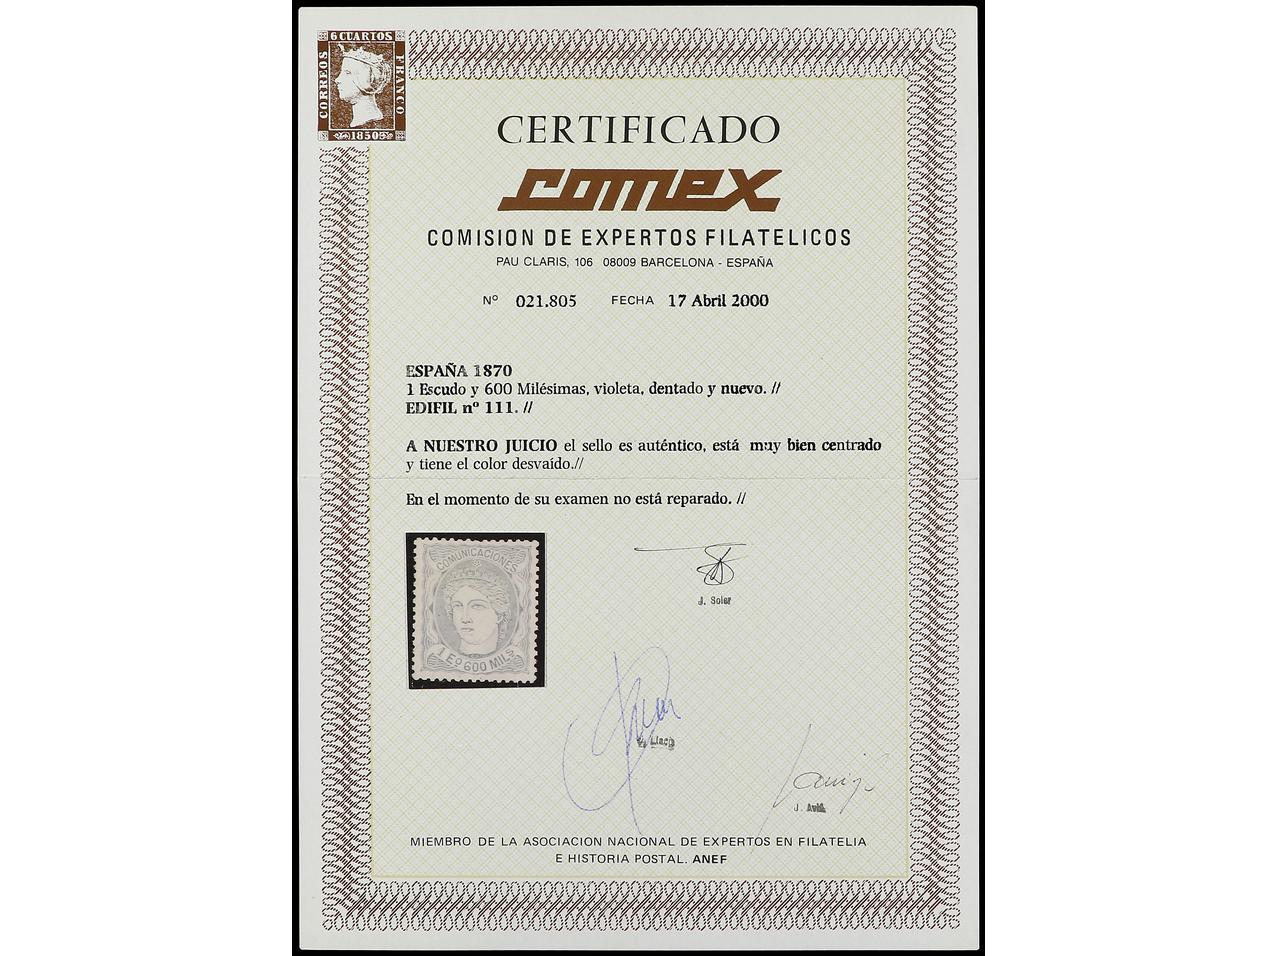 6 CUARTOS
CORREOS
FRANCO
1850
CERTIFICADO
comex
COMISION DE EXPERTOS FILATELICOS
PAU CLARIS, 106 08009 BARCELONA - ESPAÑA
Nº 021.805 FECHA 17 Abril 2000
ESPAÑA 1870
1 Escudo y 600 Milésimas, violeta, dentado y nuevo. //
EDIFIL nº 111. //
A NUESTRO JUICIO el sello es auténtico, está muy bien centrado
y tiene el color desvaído.//
En el momento de su examen no está reparado. //
COMUNICACIONES
1 Eº 600 MILS
J. Soler
Llach
J. Aviñ
MIEMBRO DE LA ASOCIACION NACIONAL DE EXPERTOS EN FILATELIA
E HISTORIA POSTAL. ANEF